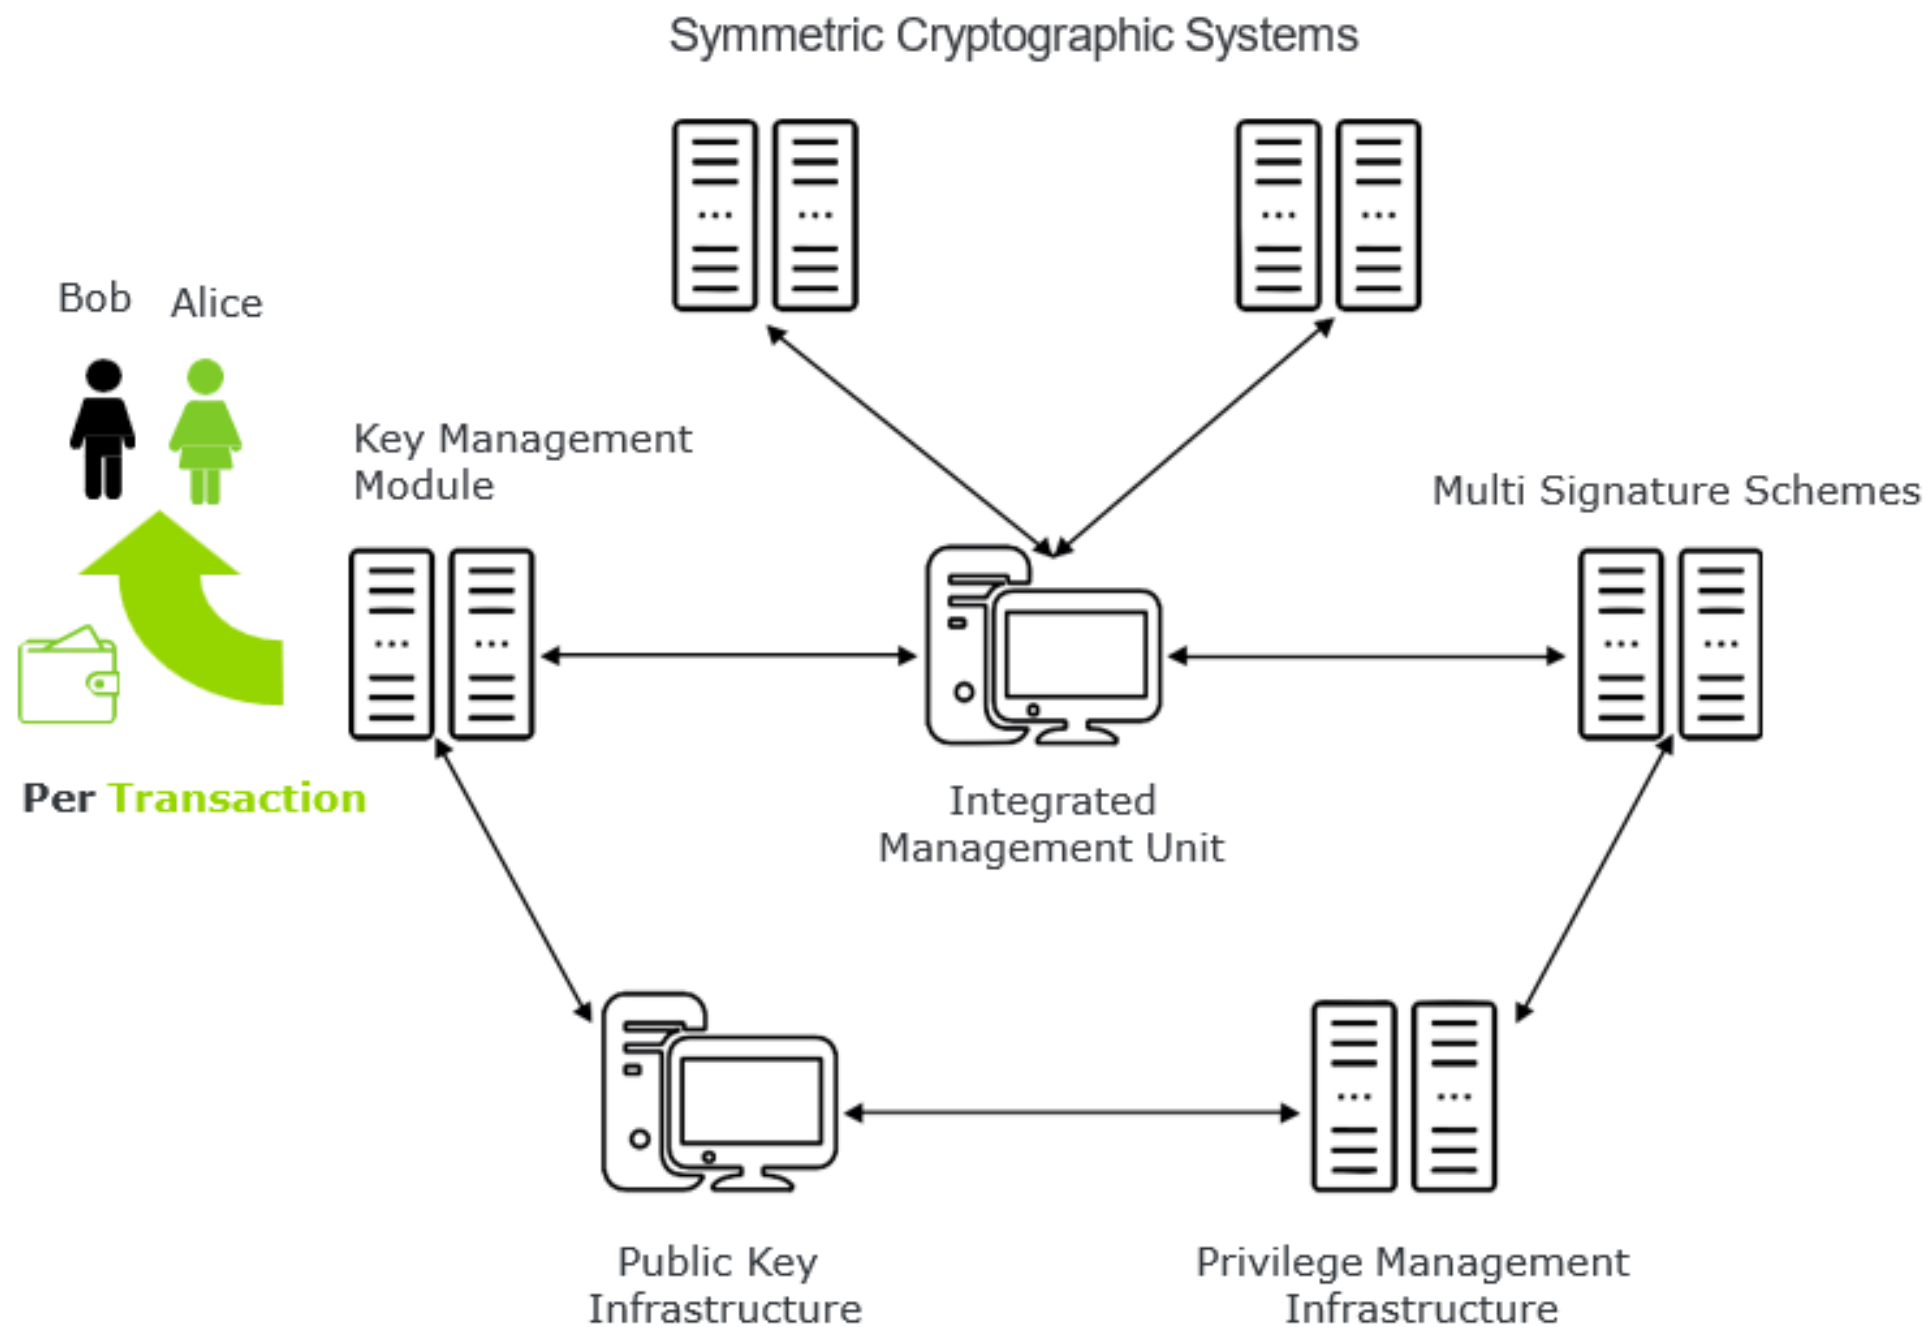 Symmetric Cryptographic Systems
Bob
Alice
Key Management
Module
Multi Signature Schemes
Per Transaction
Integrated
Management Unit
Public Key
Infrastructure
Privilege Management
Infrastructure